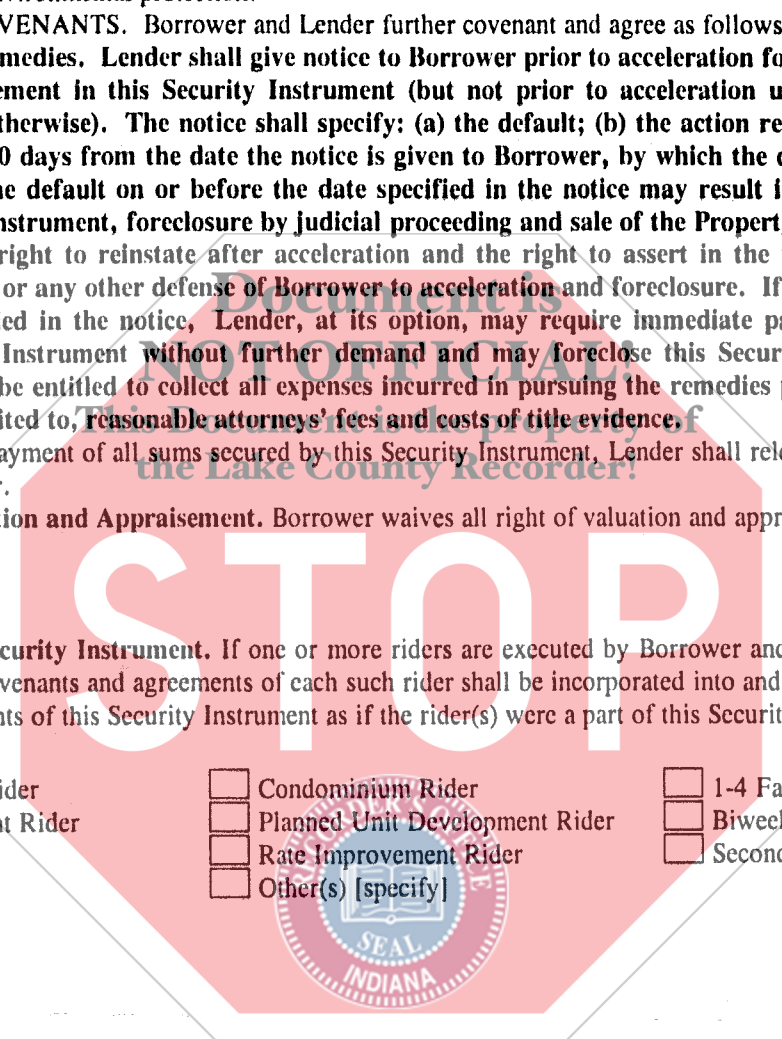 VENANTS. Borrower and Lender further covenant and agree as follows
medies. Lender shall give notice to Borrower prior to acceleration fo
ement in this Security Instrument (but not prior to acceleration u
therwise). The notice shall specify: (a) the default; (b) the action re
0 days from the date the notice is given to Borrower, by which the
e default on or before the date specified in the notice may result i
nstrument, foreclosure by judicial proceeding and sale of the Propert
right to reinstate after acceleration and the right to assert in the
or any other defense of Borrower to acceleration and foreclosure. If
Document is
ed in the notice, Lender, at its option, may require immediate pa
Instrument without further demand and may foreclose this Secur
NOT OFFICIAL!
be entitled to collect all expenses incurred in pursuing the remedies
ited to, reasonable attorneys' fees and costs of title evidence.
This Document is the property of
ayment of all sums secured by this Security Instrument, Lender shall rele
the Lake County Recorder!
tion and Appraisement. Borrower waives all right of valuation and appr
STOP
curity Instrument. If one or more riders are executed by Borrower and
venants and agreements of each such rider shall be incorporated into and
nts of this Security Instrument as if the rider(s) were a part of this Securit
ider Condominium Rider 1-4 Fa
t Rider Planned Unit Development Rider Biweek
Rate Improvement Rider Second
Other(s) [specify]
RECORDER'S OFFICE
SEAL
INDIANA